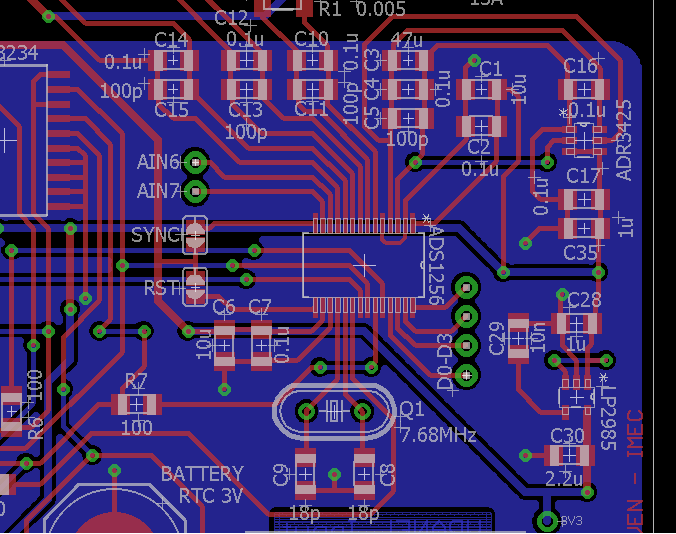 R1 0.005
15A
C12
3234
C14
0.1u
C10
0.1u
C3
47u
0.1u
100p
C15
C13
100p
C11
100p
C4
C5
100p
0.1u
C1
10u
C2
0.1u
C16
0.1u
*
ADR3425
C17
0.1u
1u
C35
AIN6
AIN7
SYNC
RST
*
ADS1256
C6
C7
10u
0.1u
D0-D3
C28
1u
C29
10n
*
LP2985
R7
100
100
R6
Q1
7.68MHz
C30
2.2u
BATTERY
RTC 3V
C9
C8
18p
18p
3V3
VEN - IMEC